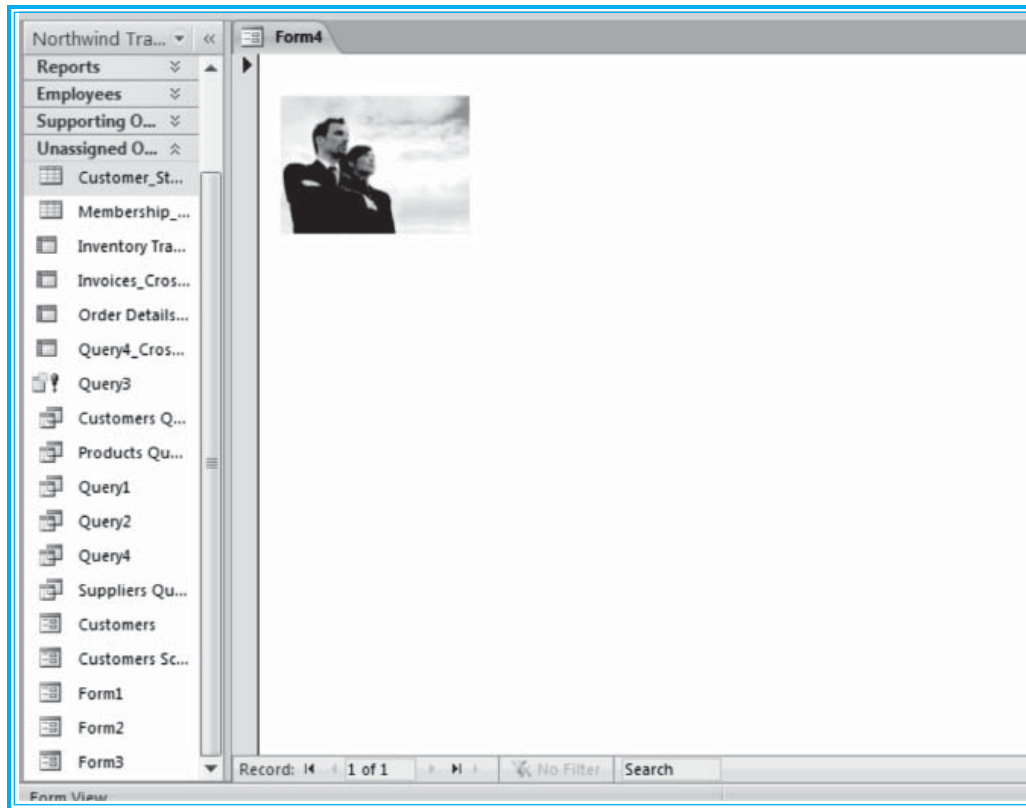 Northwind Tra...
Form4
Reports
Employees
Supporting O...
Unassigned O...
Customer_St...
Membership_...
Inventory Tra...
Invoices_Cros...
Order Details...
Query4_Cros...
Query3
Customers Q...
Products Qu...
Query1
Query2
Query4
Suppliers Qu...
Customers
Customers Sc...
Form1
Form2
Form3
Record: 1 of 1 No Filter Search
Form View